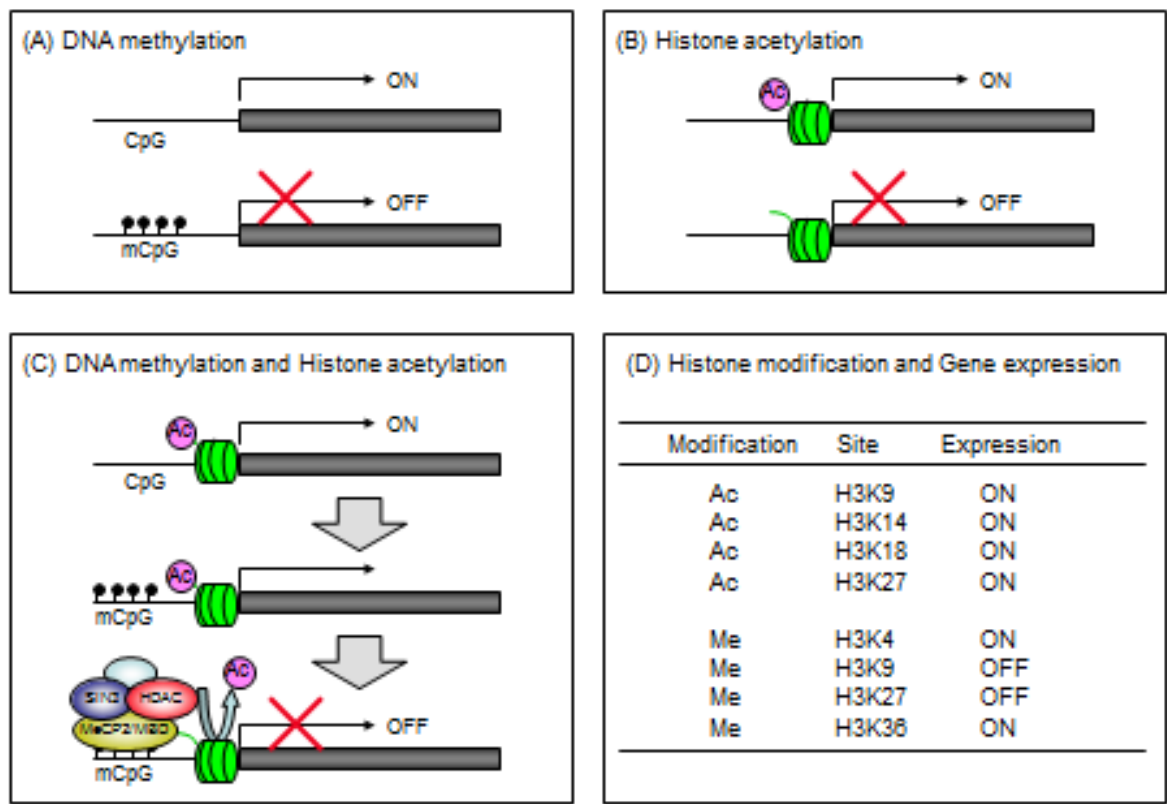 (A) DNA methylation
ON
CpG
OFF
mCpG
(B) Histone acetylation
Ac
ON
OFF
(C) DNA methylation and Histone acetylation
Ac
ON
CpG
Ac
mCpG
Ac
SIN3 HDAC
MeCP2/MBD
OFF
mCpG
(D) Histone modification and Gene expression
Modification Site Expression
Ac H3K9 ON
Ac H3K14 ON
Ac H3K18 ON
Ac H3K27 ON
Me H3K4 ON
Me H3K9 OFF
Me H3K27 OFF
Me H3K36 ON